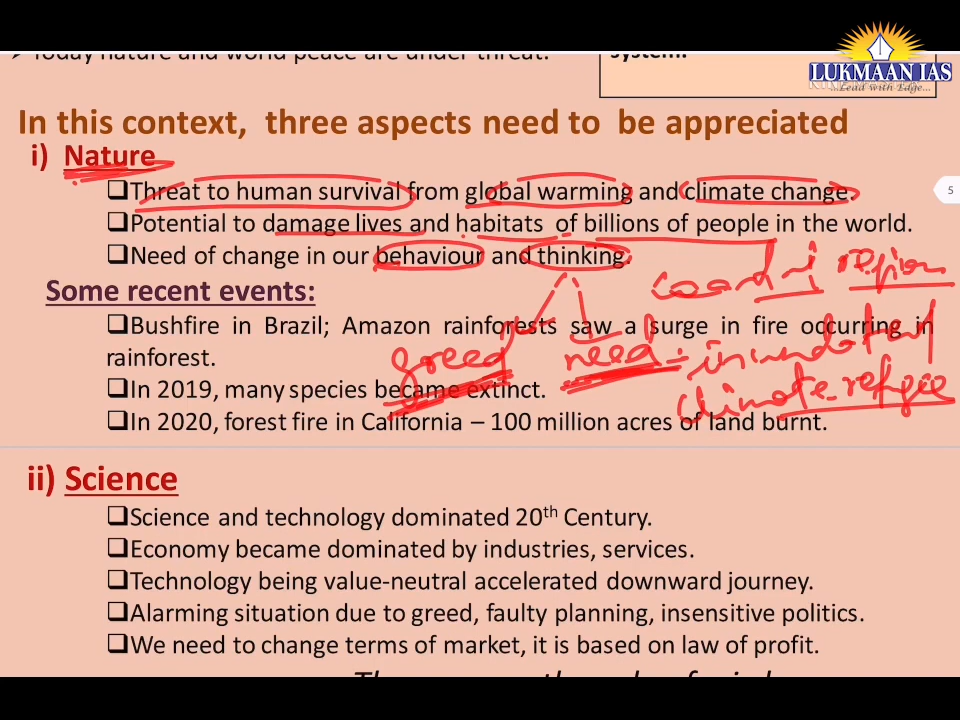 Today nature and world peace are under threat.
system.
LUKMAAN IAS
...Lead with Edge...
In this context, three aspects need to be appreciated
i) Nature
Threat to human survival from global warming and climate change.
5
Potential to damage lives and habitats of billions of people in the world.
Need of change in our behaviour and thinking.
coastal region
Some recent events:
Bushfire in Brazil; Amazon rainforests saw a surge in fire occurring in
rainforest.
greed need
In 2019, many species became extinct.
climate refugee
In 2020, forest fire in California – 100 million acres of land burnt.
ii) Science
Science and technology dominated 20th Century.
Economy became dominated by industries, services.
Technology being value-neutral accelerated downward journey.
Alarming situation due to greed, faulty planning, insensitive politics.
We need to change terms of market, it is based on law of profit.